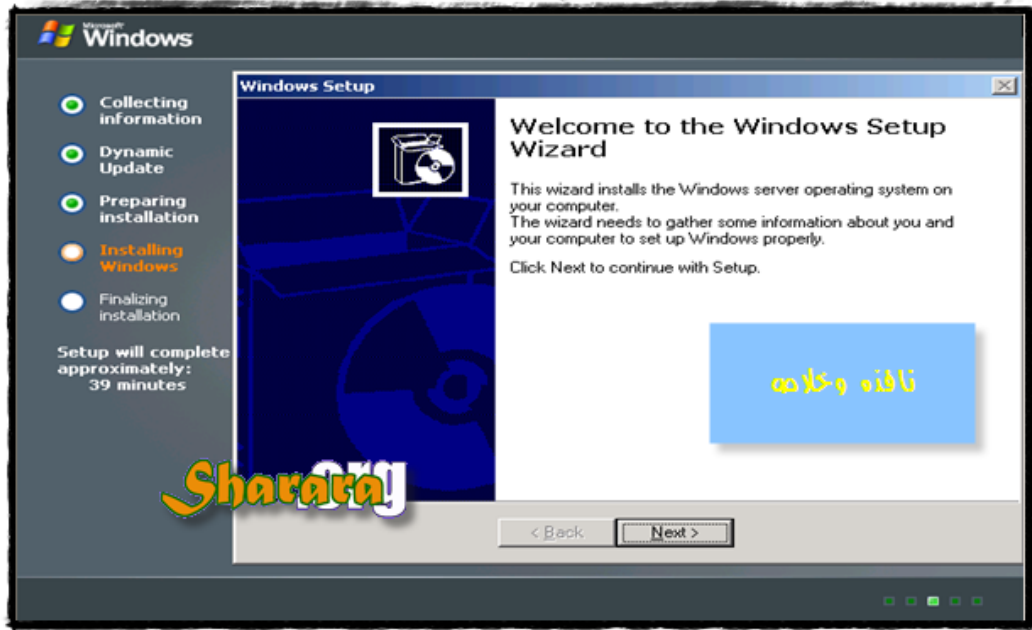 Microsoft
Windows
Collecting
information
Dynamic
Update
Preparing
installation
Installing
Windows
Finalizing
installation
Setup will complete
approximately:
39 minutes
Windows Setup
Welcome to the Windows Setup
Wizard
This wizard installs the Windows server operating system on
your computer.
The wizard needs to gather some information about you and
your computer to set up Windows properly.
Click Next to continue with Setup.
نافذه وخلاص
Sharara.org
< Back
Next >